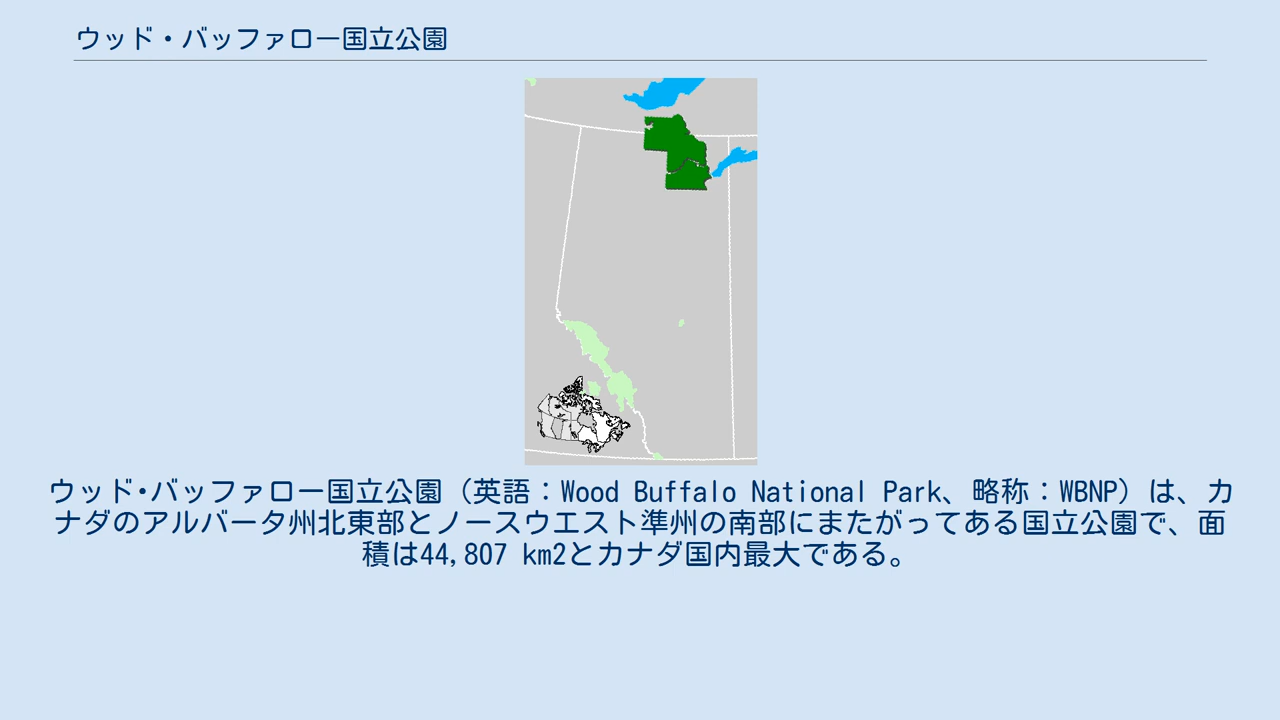 ウッド・バッファロー国立公園
ウッド・バッファロー国立公園（英語：Wood Buffalo National Park、略称：WBNP）は、カ
ナダのアルバータ州北東部とノースウエスト準州の南部にまたがってある国立公園で、面
積は44,807 km2とカナダ国内最大である。